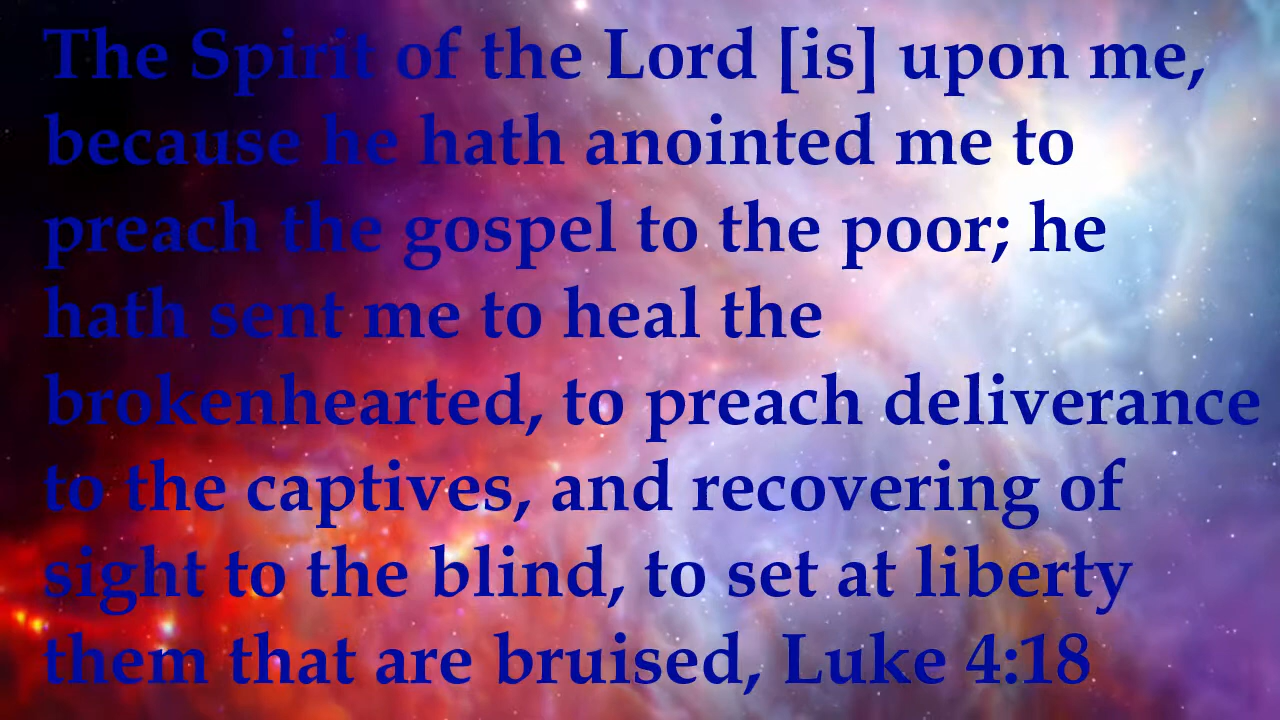 The Spirit of the Lord [is] upon me,
because he hath anointed me to
preach the gospel to the poor; he
hath sent me to heal the
brokenhearted, to preach deliverance
to the captives, and recovering of
sight to the blind, to set at liberty
them that are bruised, Luke 4:18